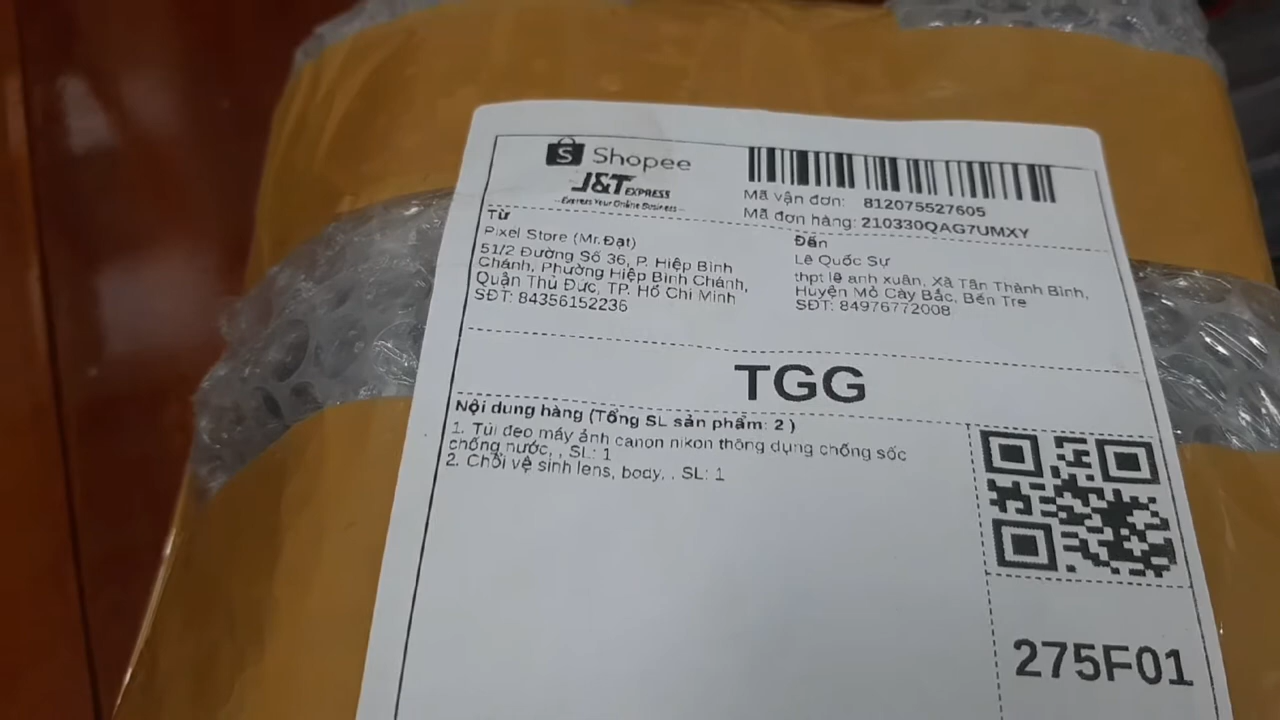 Shopee
J&T EXPRESS
Express Your Online Business
Mã vận đơn: 812075527605
Mã đơn hàng: 210330QAG7UMXY
Từ
Pixel Store (Mr.Đạt)
51/2 Đường Số 36, P. Hiệp Bình
Chánh, Phường Hiệp Bình Chánh,
Quận Thủ Đức, TP. Hồ Chí Minh
SĐT: 84356152236
Đến
Lê Quốc Sự
thpt lê anh xuân, Xã Tân Thành Bình,
Huyện Mỏ Cày Bắc, Bến Tre
SĐT: 84976772008
TGG
Nội dung hàng (Tổng SL sản phẩm: 2 )
1. Túi đeo máy ảnh canon nikon thông dụng chống sốc
chống nước, , SL: 1
2. Chổi vệ sinh lens, body, , SL: 1
275F01